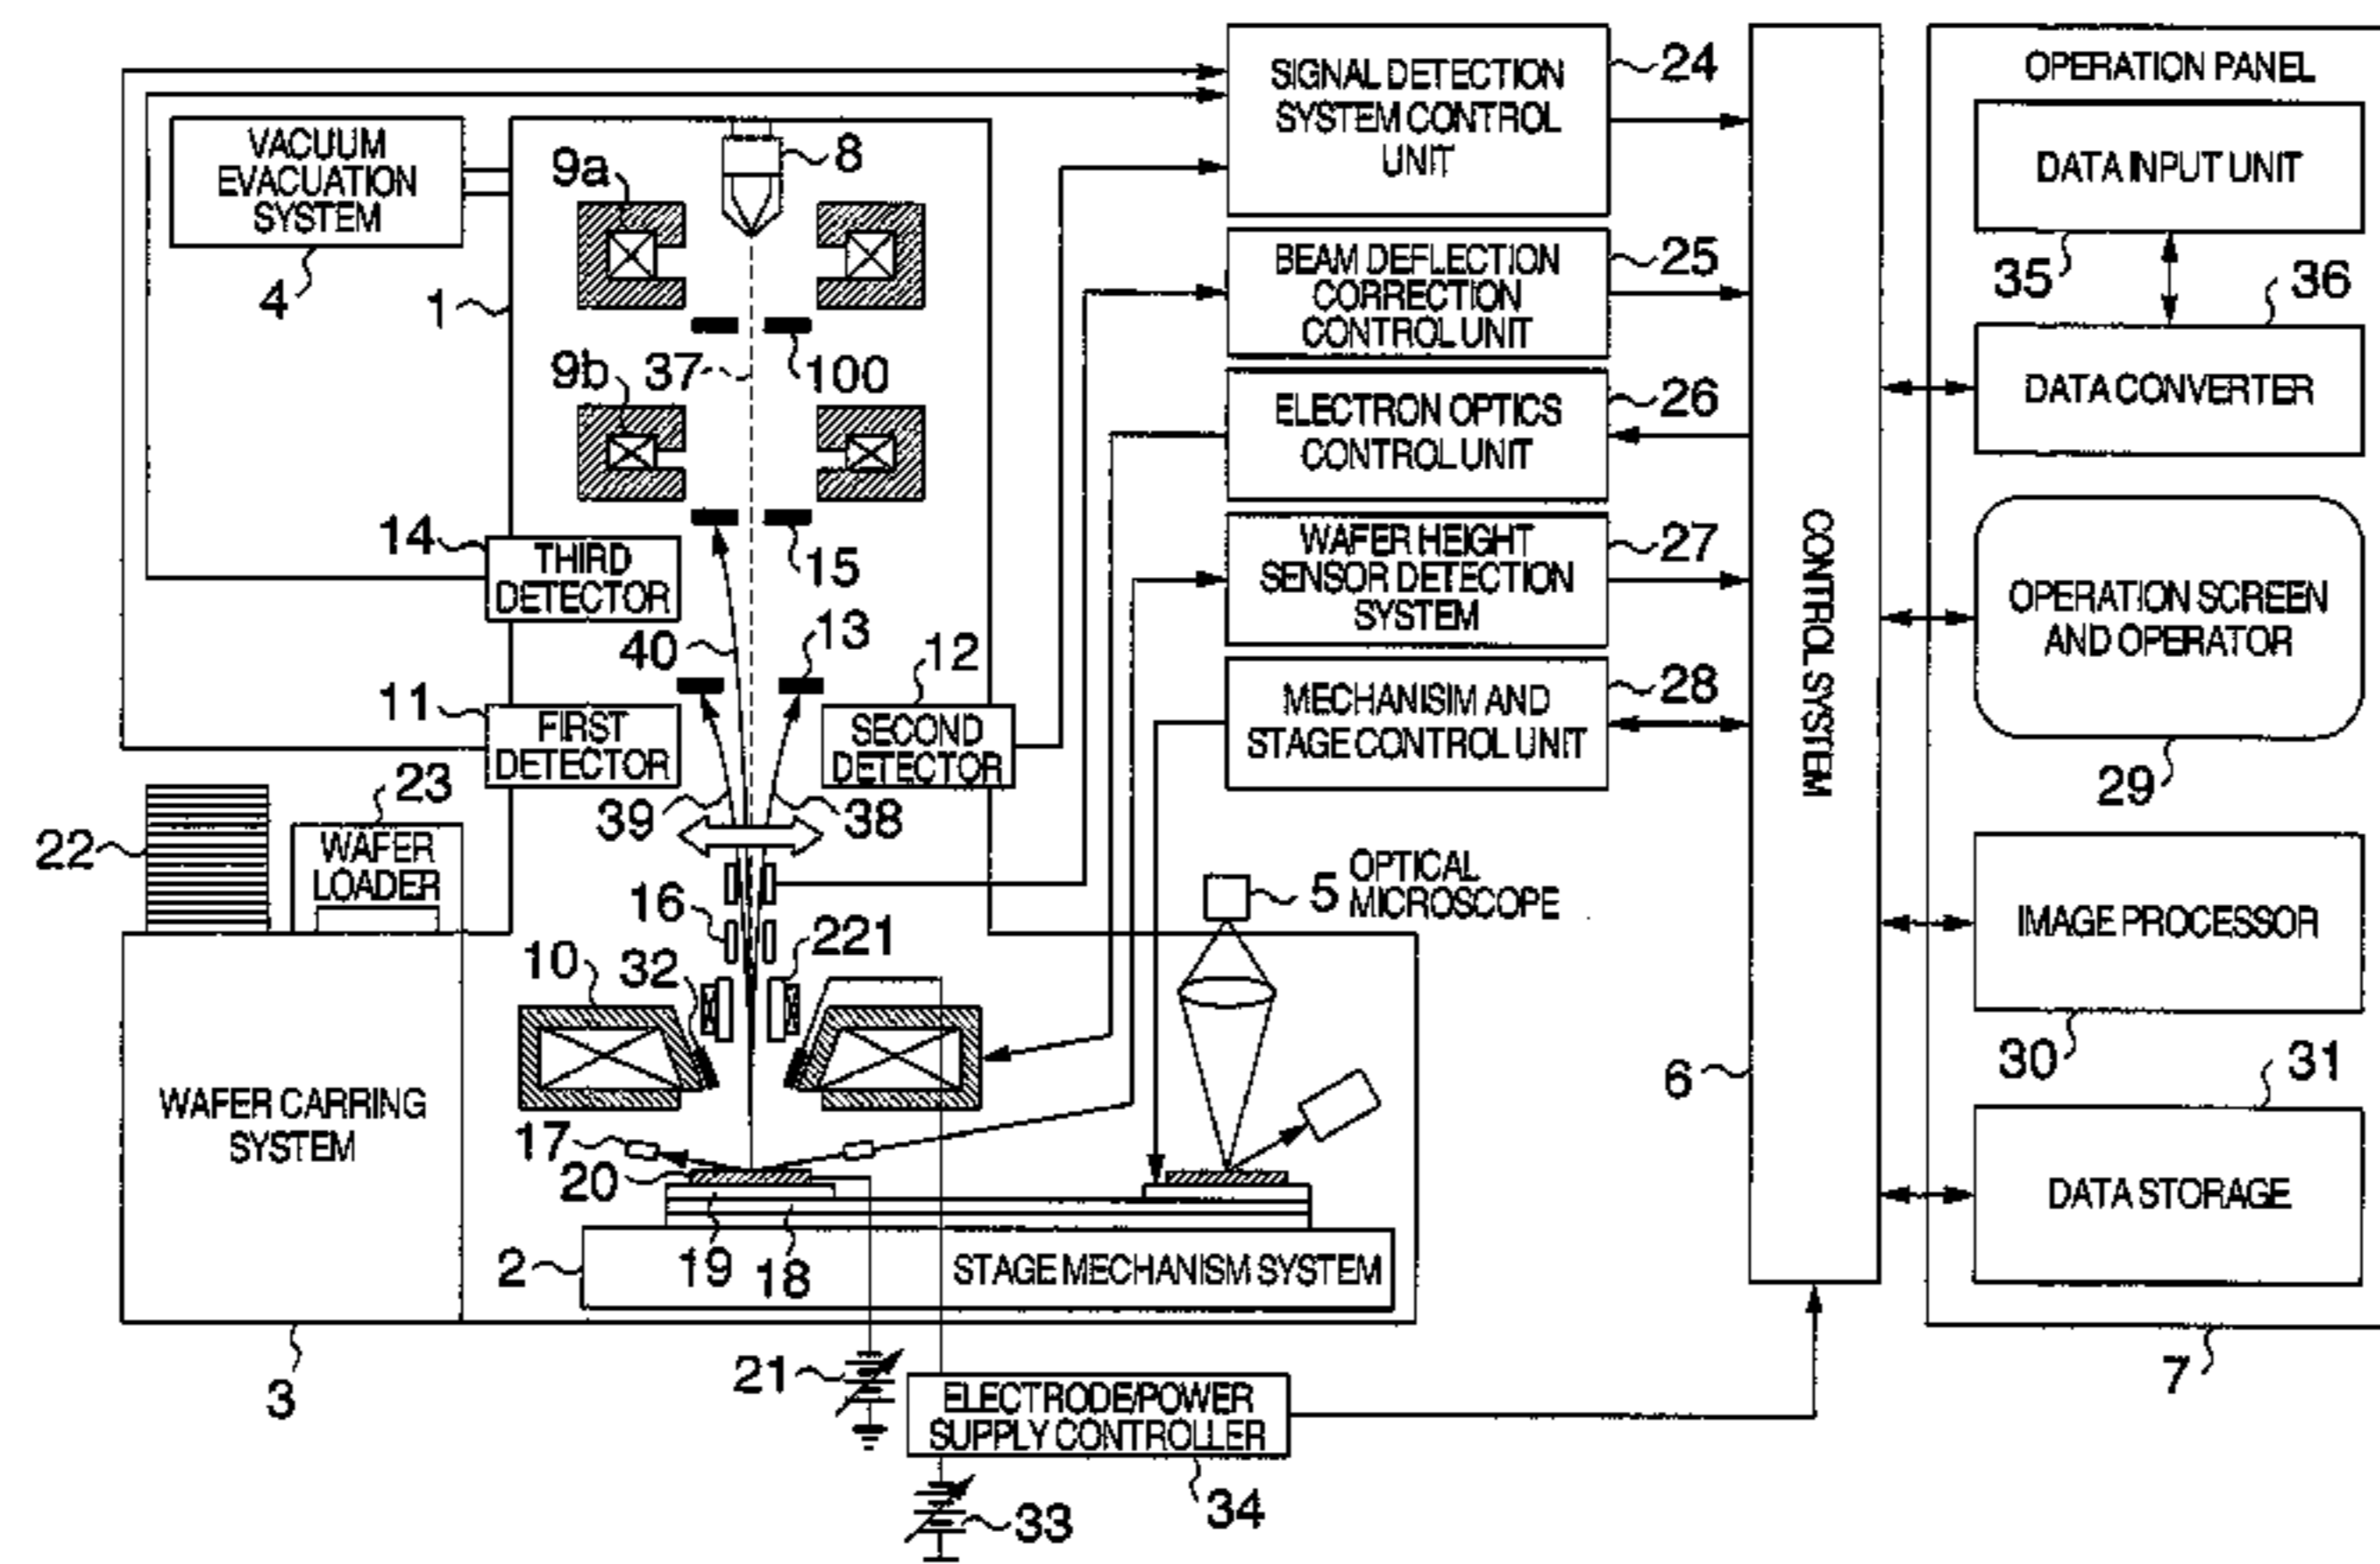 SIGNAL DETECTION
SYSTEM CONTROL
UNIT
24
OPERATION PANEL
VACUUM
EVACUATION
SYSTEM
4
1
8
9a
DATA INPUT UNIT
35
36
BEAM DEFLECTION
CORRECTION
CONTROL UNIT
25
9b
37
100
ELECTRON OPTICS
CONTROL UNIT
26
DATA CONVERTER
14
THIRD
DETECTOR
15
WAFER HEIGHT
SENSOR DETECTION
SYSTEM
27
CONTROL SYSTEM
OPERATION SCREEN
AND OPERATOR
29
40
13
12
11
FIRST
DETECTOR
SECOND
DETECTOR
MECHANISIM AND
STAGE CONTROL UNIT
28
39
38
22
23
WAFER
LOADER
16
221
5
OPTICAL
MICROSCOPE
IMAGE PROCESSOR
30
10
32
6
31
WAFER CARRING
SYSTEM
17
20
DATA STORAGE
2
19
18
STAGE MECHANISM SYSTEM
3
21
7
ELECTRODE/POWER
SUPPLY CONTROLLER
34
33